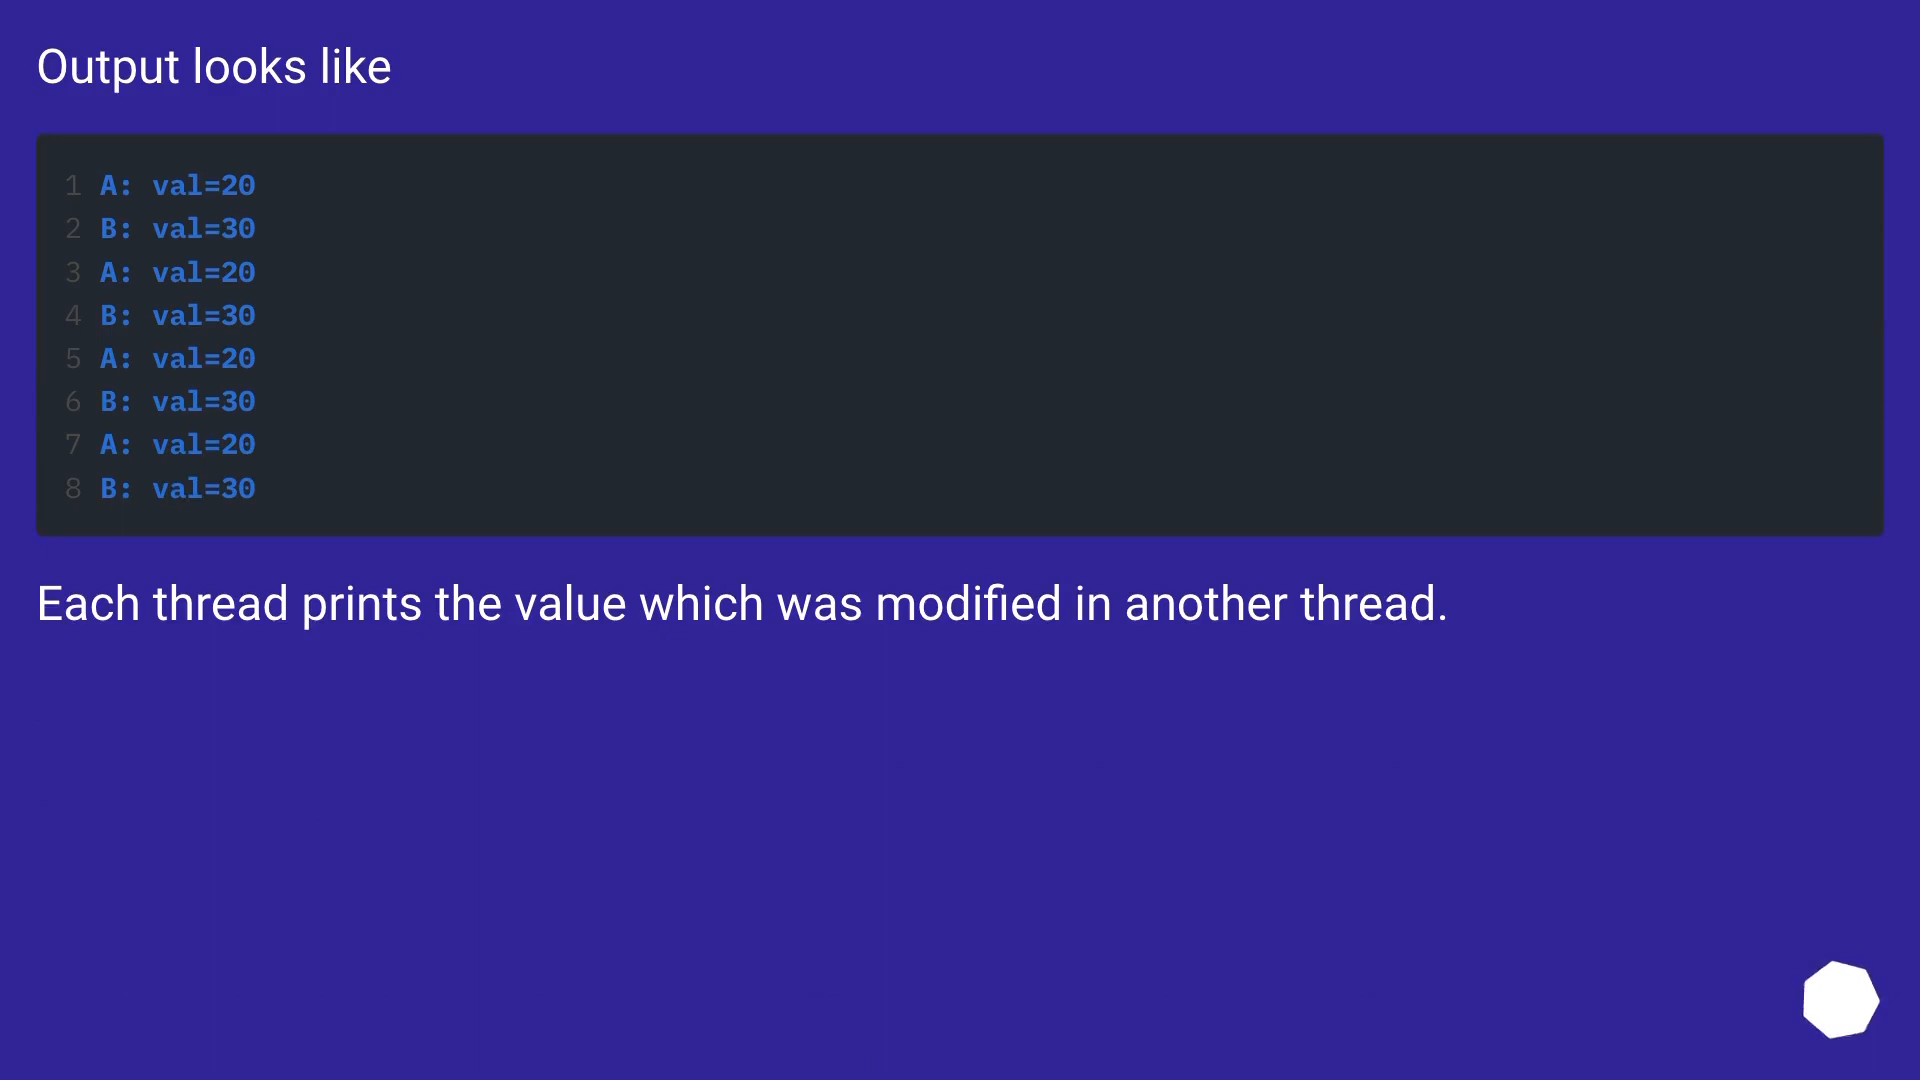 Output looks like
1 A: val=20
2 B: val=30
3 A: val=20
4 B: val=30
5 A: val=20
6 B: val=30
7 A: val=20
8 B: val=30
Each thread prints the value which was modified in another thread.